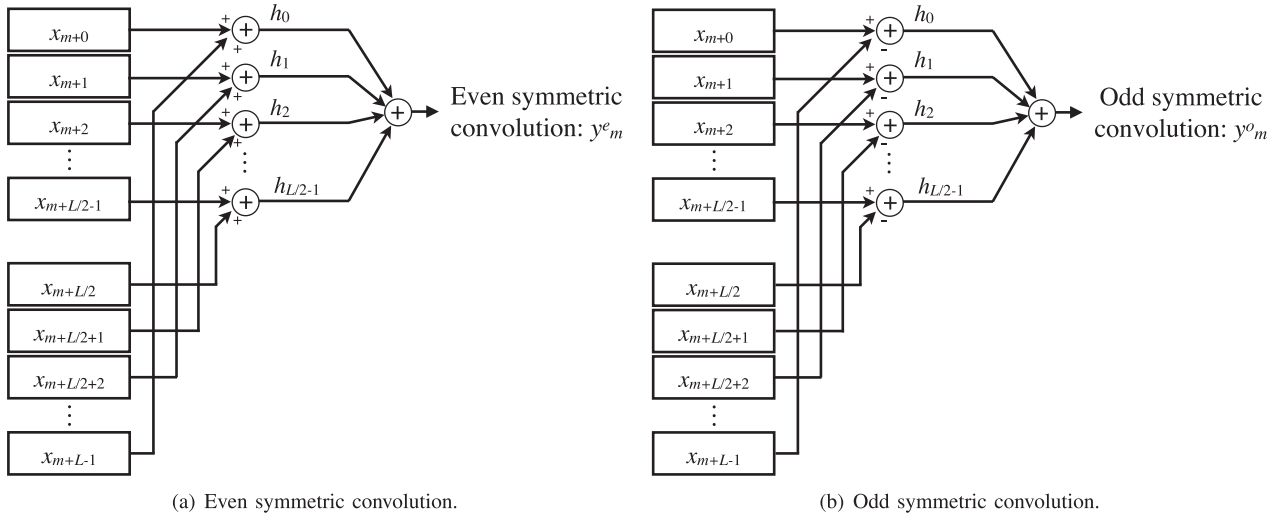 x_{m+0}
x_{m+1}
x_{m+2}
⋮
x_{m+L/2-1}
x_{m+L/2}
x_{m+L/2+1}
x_{m+L/2+2}
⋮
x_{m+L-1}
+ + h_0
+ + h_1
+ + h_2
⋮
+ + h_{L/2-1}
Even symmetric
convolution: y^e_m
(a) Even symmetric convolution.
x_{m+0}
x_{m+1}
x_{m+2}
⋮
x_{m+L/2-1}
x_{m+L/2}
x_{m+L/2+1}
x_{m+L/2+2}
⋮
x_{m+L-1}
+ - h_0
+ - h_1
+ - h_2
⋮
+ - h_{L/2-1}
Odd symmetric
convolution: y^o_m
(b) Odd symmetric convolution.